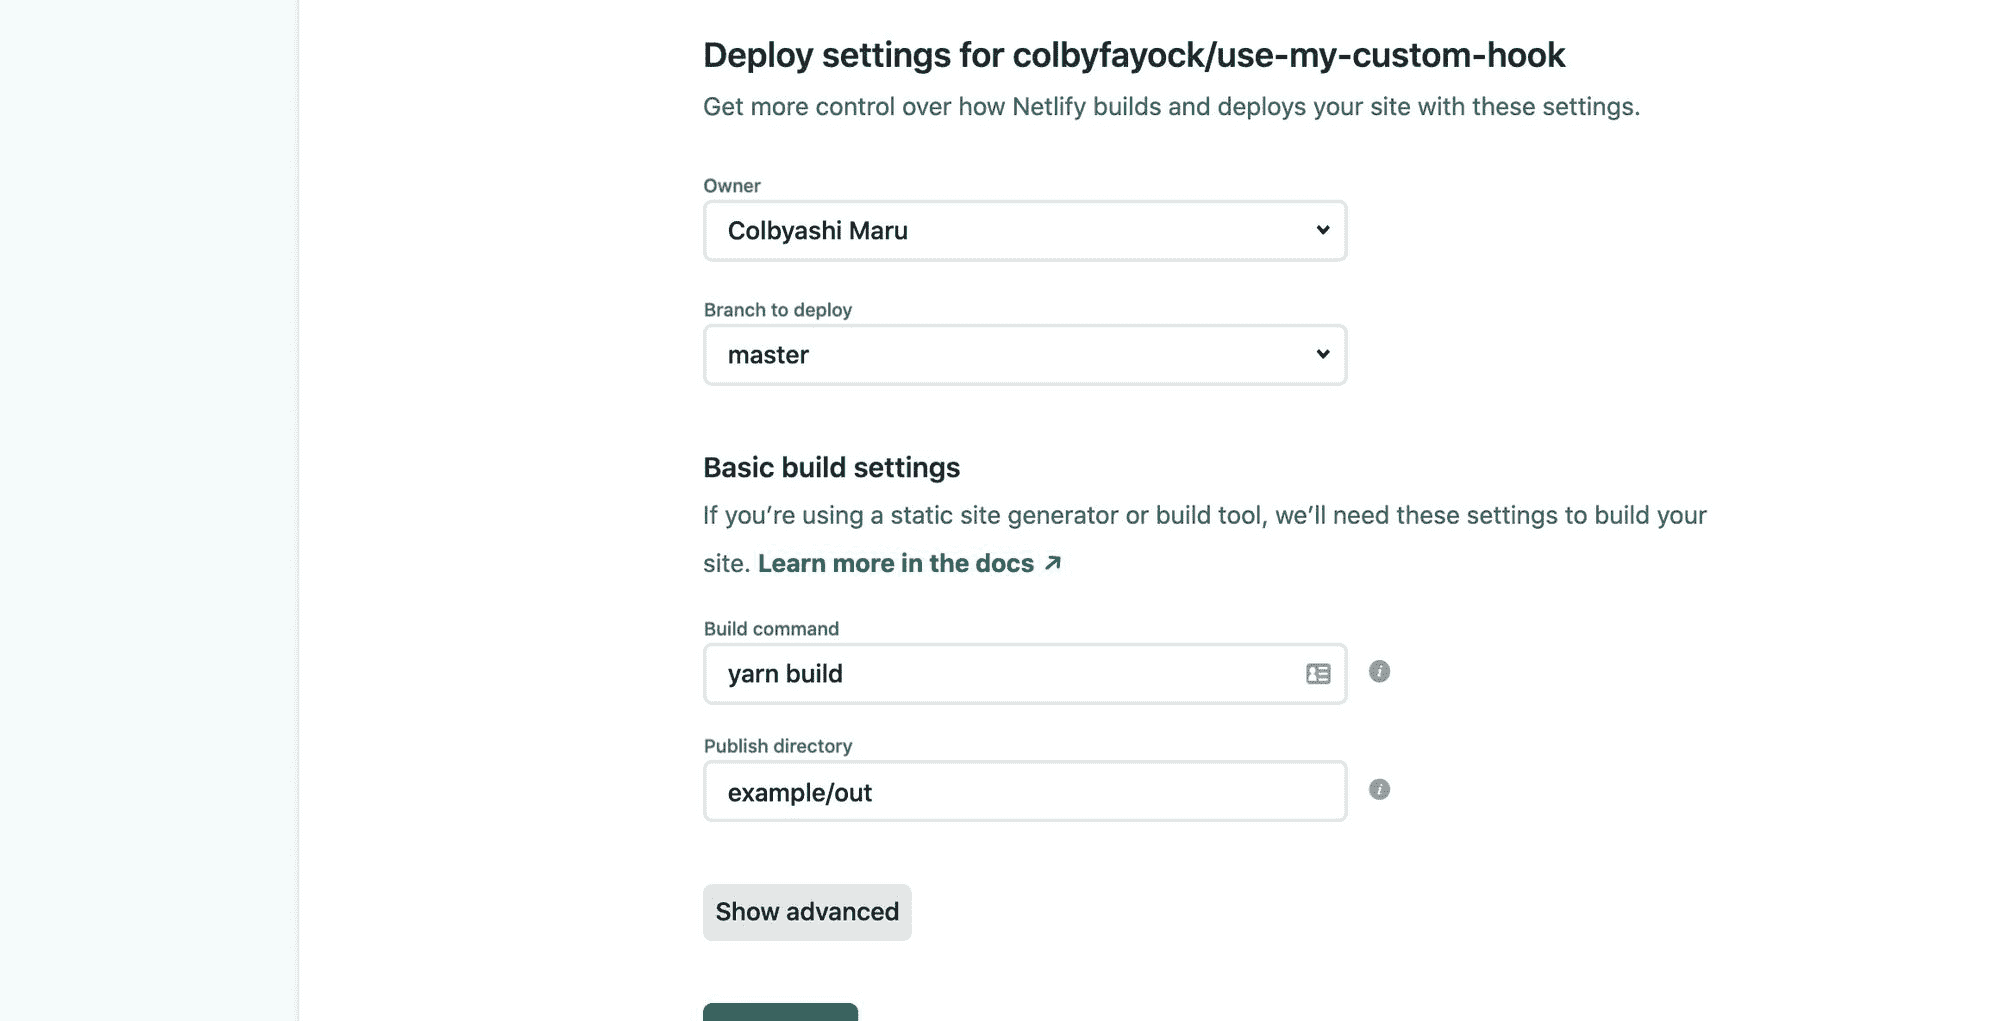 Deploy settings for colbyfayock/use-my-custom-hook
Get more control over how Netlify builds and deploys your site with these settings.
Owner
Colbyashi Maru
Branch to deploy
master
Basic build settings
If you’re using a static site generator or build tool, we’ll need these settings to build your
site. Learn more in the docs ↗
Build command
yarn build
Publish directory
example/out
Show advanced